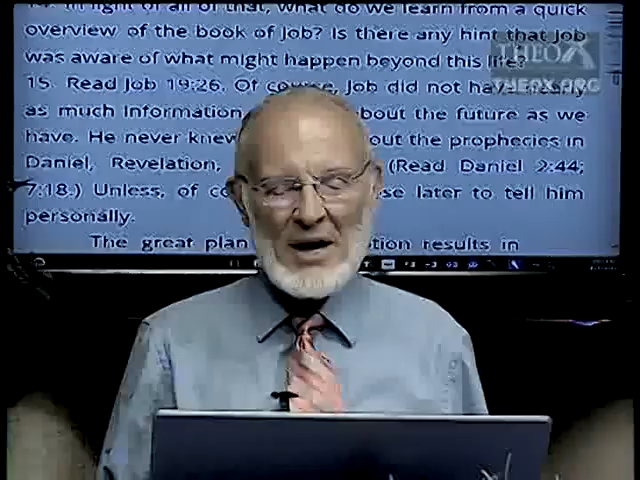 In light of all of that, what do we learn from a quick
overview of the book of Job? Is there any hint that Job
was aware of what might happen beyond this life?
THEOX
THEOX.ORG
15. Read Job 19:26. Of course, Job did not have nearly
as much information about the future as we
have. He never knew out the prophecies in
Daniel, Revelation, (Read Daniel 2:44;
7:18.) Unless, of co se later to tell him
personally.
The great plan tion results in